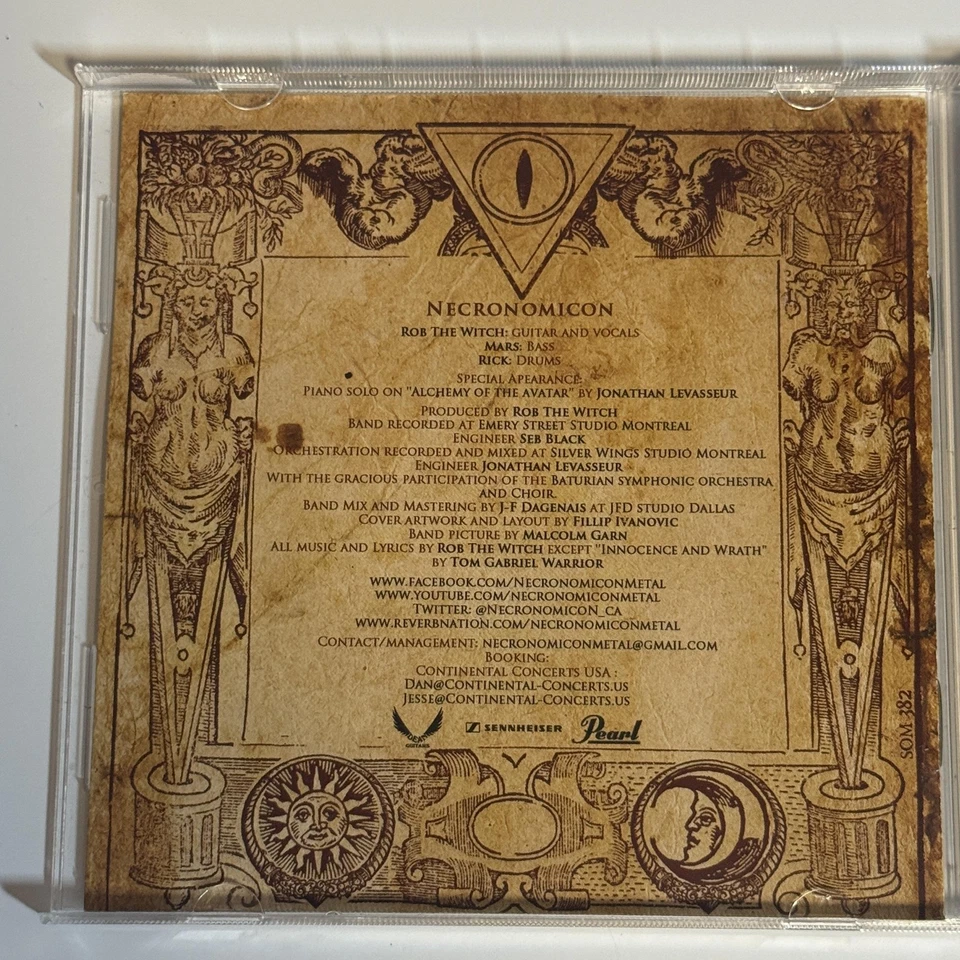 NECRONOMICON
ROB THE WITCH: GUITAR AND VOCALS
MARS: BASS
RICK: DRUMS
SPECIAL APEARANCE:
PIANO SOLO ON "ALCHEMY OF THE AVATAR" BY JONATHAN LEVASSEUR
PRODUCED BY ROB THE WITCH
BAND RECORDED AT EMERY STREET STUDIO MONTREAL
ENGINEER SEB BLACK
ORCHESTRATION RECORDED AND MIXED AT SILVER WINGS STUDIO MONTREAL
ENGINEER JONATHAN LEVASSEUR
WITH THE GRACIOUS PARTICIPATION OF THE BATURIAN SYMPHONIC ORCHESTRA
AND CHOIR.
BAND MIX AND MASTERING BY J-F DAGENAIS AT JFD STUDIO DALLAS
COVER ARTWORK AND LAYOUT BY FILLIP IVANOVIC
BAND PICTURE BY MALCOLM GARN
ALL MUSIC AND LYRICS BY ROB THE WITCH EXCEPT "INNOCENCE AND WRATH"
BY TOM GABRIEL WARRIOR
WWW.FACEBOOK.COM/NECRONOMICONMETAL
WWW.YOUTUBE.COM/NECRONOMICONMETAL
TWITTER: @NECRONOMICON_CA
WWW.REVERBNATION.COM/NECRONOMICONMETAL
CONTACT/MANAGEMENT: NECRONOMICONMETAL@GMAIL.COM
BOOKING:
CONTINENTAL CONCERTS USA :
DAN@CONTINENTAL-CONCERTS.US
JESSE@CONTINENTAL-CONCERTS.US
DEAN
GUITARS
SENNHEISER
Pearl
SOM 382